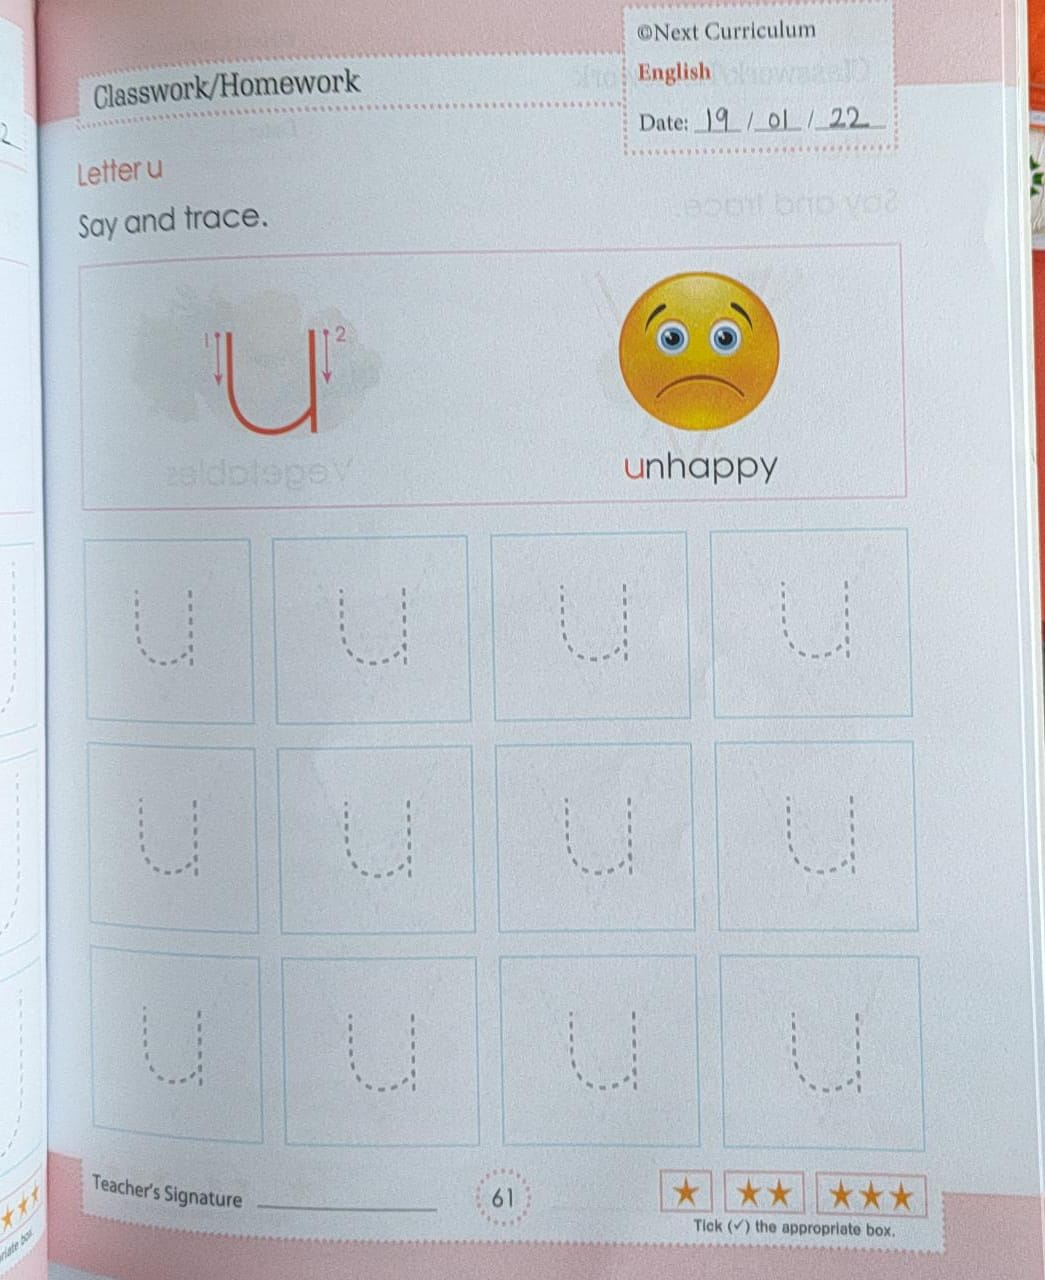 Classwork/Homework
©Next Curriculum
English
Date: 19 / 01 / 22
Letter u
Say and trace.
1 u 2
unhappy
u u u u
u u u u
u u u u
Teacher's Signature
61
Tick (✓) the appropriate box.